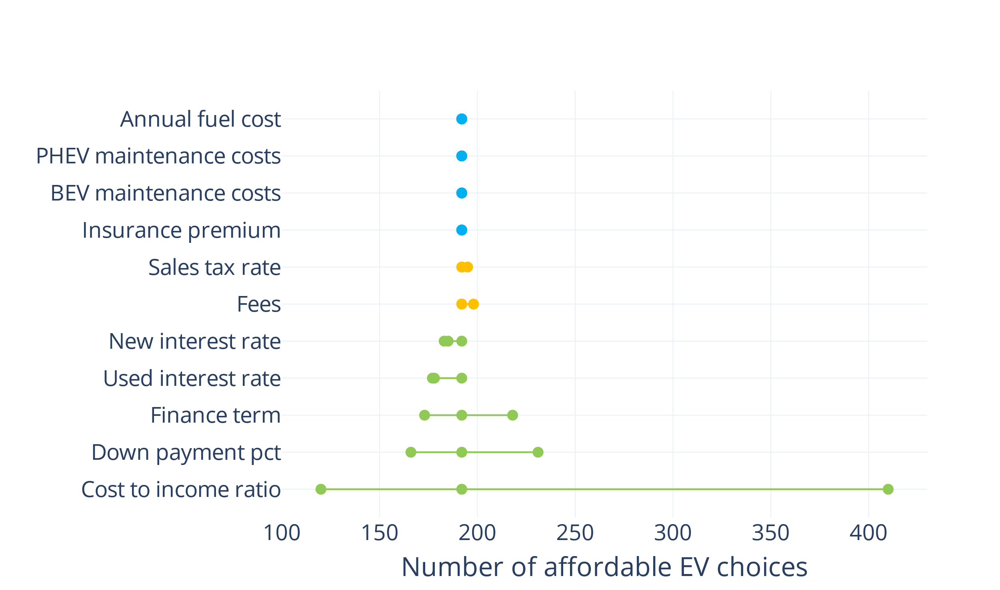 Annual fuel cost
PHEV maintenance costs
BEV maintenance costs
Insurance premium
Sales tax rate
Fees
New interest rate
Used interest rate
Finance term
Down payment pct
Cost to income ratio
100 150 200 250 300 350 400
Number of affordable EV choices